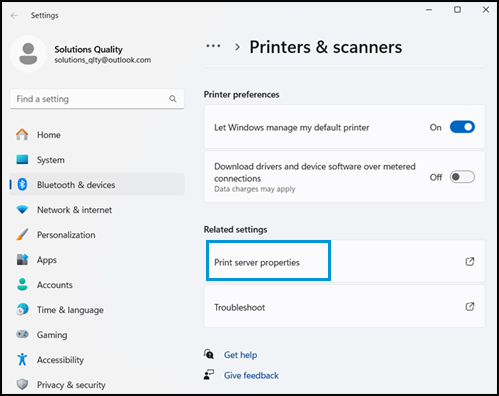 Settings
Solutions Quality
solutions_qlty@outlook.com
Find a setting
Home
System
Bluetooth & devices
Network & internet
Personalization
Apps
Accounts
Time & language
Gaming
Accessibility
Privacy & security
··· > Printers & scanners
Printer preferences
Let Windows manage my default printer On
Download drivers and device software over metered
connections Off
Data charges may apply
Related settings
Print server properties
Troubleshoot
Get help
Give feedback